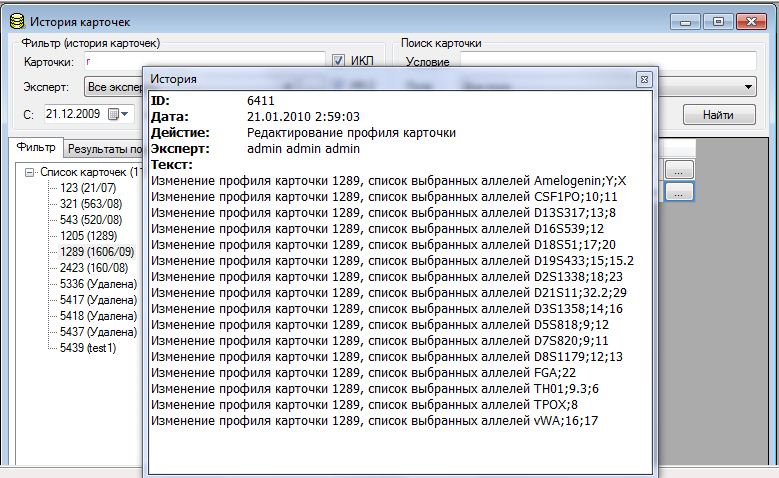 История карточек
Фильтр (история карточек)
Поиск карточки
Карточки: г
ИКП
Условие
Эксперт: Все экспер
С: 21.12.2009
Найти
Фильтр
Результаты по
Список карточек (1
123 (21/07)
321 (563/08)
543 (520/08)
1205 (1289)
1289 (1606/09)
2423 (160/08)
5336 (Удалена)
5417 (Удалена)
5418 (Удалена)
5437 (Удалена)
5439 (test1)
...
...
История
ID: 6411
Дата: 21.01.2010 2:59:03
Дейстие: Редактирование профиля карточки
Эксперт: admin admin admin
Текст:
Изменение профиля карточки 1289, список выбранных аллелей Amelogenin;Y;X
Изменение профиля карточки 1289, список выбранных аллелей CSF1PO;10;11
Изменение профиля карточки 1289, список выбранных аллелей D13S317;13;8
Изменение профиля карточки 1289, список выбранных аллелей D16S539;12
Изменение профиля карточки 1289, список выбранных аллелей D18S51;17;20
Изменение профиля карточки 1289, список выбранных аллелей D19S433;15;15.2
Изменение профиля карточки 1289, список выбранных аллелей D2S1338;18;23
Изменение профиля карточки 1289, список выбранных аллелей D21S11;32.2;29
Изменение профиля карточки 1289, список выбранных аллелей D3S1358;14;16
Изменение профиля карточки 1289, список выбранных аллелей D5S818;9;12
Изменение профиля карточки 1289, список выбранных аллелей D7S820;9;11
Изменение профиля карточки 1289, список выбранных аллелей D8S1179;12;13
Изменение профиля карточки 1289, список выбранных аллелей FGA;22
Изменение профиля карточки 1289, список выбранных аллелей TH01;9.3;6
Изменение профиля карточки 1289, список выбранных аллелей TPOX;8
Изменение профиля карточки 1289, список выбранных аллелей vWA;16;17